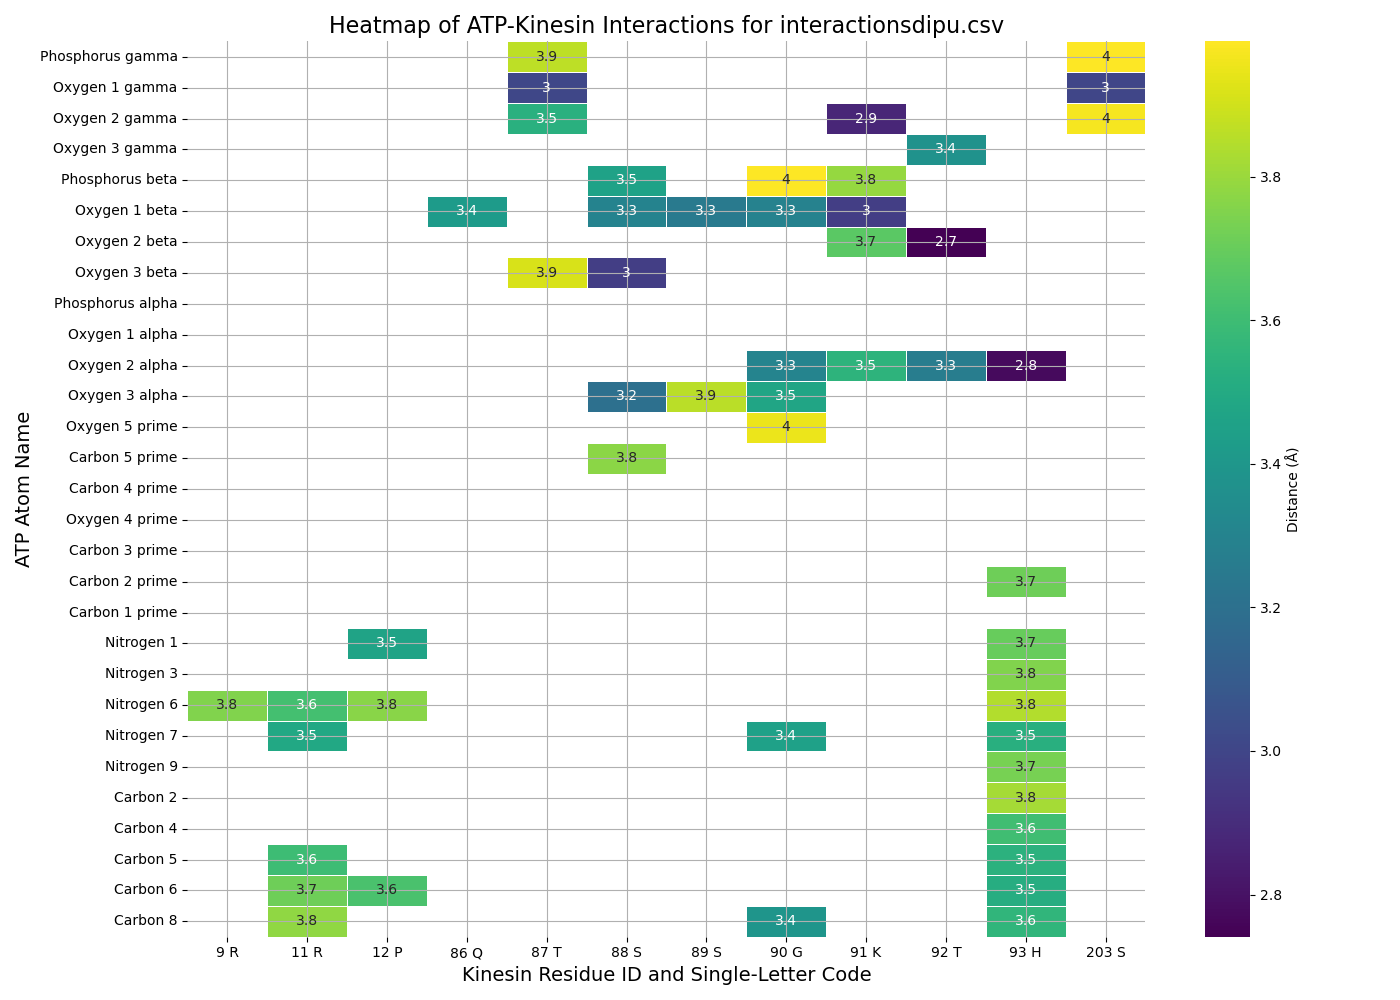 Heatmap of ATP-Kinesin Interactions for interactionsdipu.csv
Phosphorus gamma 3.9 4
Oxygen 1 gamma 3 3
Oxygen 2 gamma 3.5 2.9 4
Oxygen 3 gamma 3.4
Phosphorus beta 3.5 4 3.8
Oxygen 1 beta 3.4 3.3 3.3 3.3 3
Oxygen 2 beta 3.7 2.7
Oxygen 3 beta 3.9 3
Phosphorus alpha
Oxygen 1 alpha
Oxygen 2 alpha 3.3 3.5 3.3 2.8
Oxygen 3 alpha 3.2 3.9 3.5
Oxygen 5 prime 4
Carbon 5 prime 3.8
Carbon 4 prime
Oxygen 4 prime
Carbon 3 prime
Carbon 2 prime 3.7
Carbon 1 prime
Nitrogen 1 3.5 3.7
Nitrogen 3 3.8
Nitrogen 6 3.8 3.6 3.8 3.8
Nitrogen 7 3.5 3.4 3.5
Nitrogen 9 3.7
Carbon 2 3.8
Carbon 4 3.6
Carbon 5 3.6 3.5
Carbon 6 3.7 3.6 3.5
Carbon 8 3.8 3.4 3.6
9 R 11 R 12 P 86 Q 87 T 88 S 89 S 90 G 91 K 92 T 93 H 203 S
Kinesin Residue ID and Single-Letter Code
ATP Atom Name
3.8
3.6
3.4
3.2
3.0
2.8
Distance (Å)